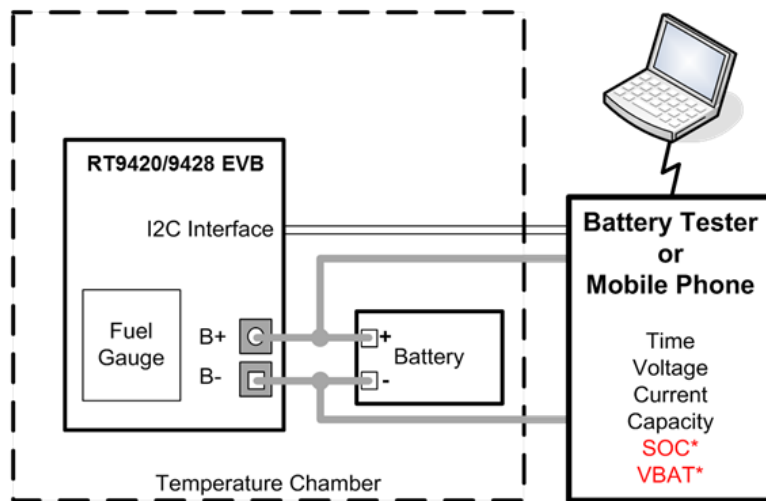 RT9420/9428 EVB
I2C Interface
Fuel
Gauge
B+
B-
+
Battery
-
Temperature Chamber
Battery Tester
or
Mobile Phone
Time
Voltage
Current
Capacity
SOC*
VBAT*